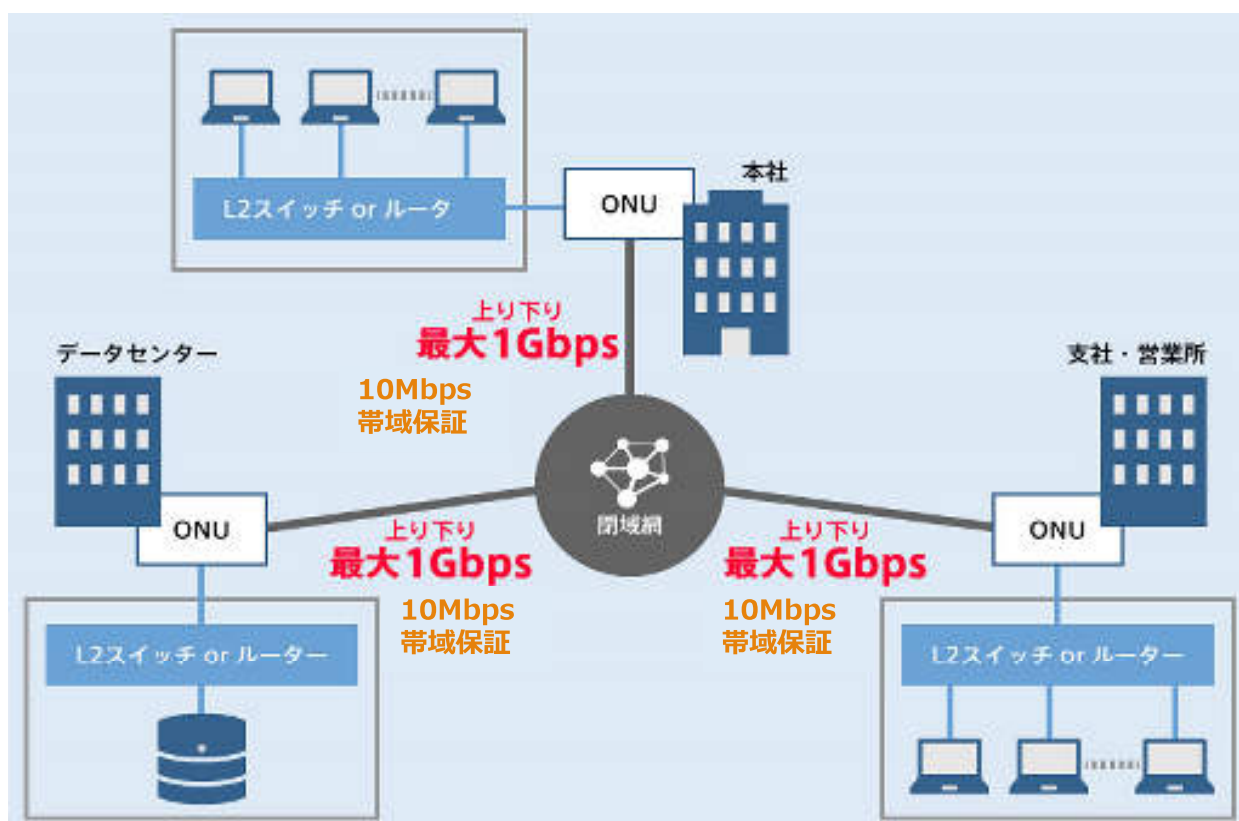 本社
L2スイッチ or ルータ
ONU
上り下り
最大1Gbps
10Mbps
帯域保証
データセンター
支社・営業所
閉域網
ONU
上り下り
最大1Gbps
10Mbps
帯域保証
上り下り
最大1Gbps
10Mbps
帯域保証
ONU
L2スイッチ or ルーター
L2スイッチ or ルーター